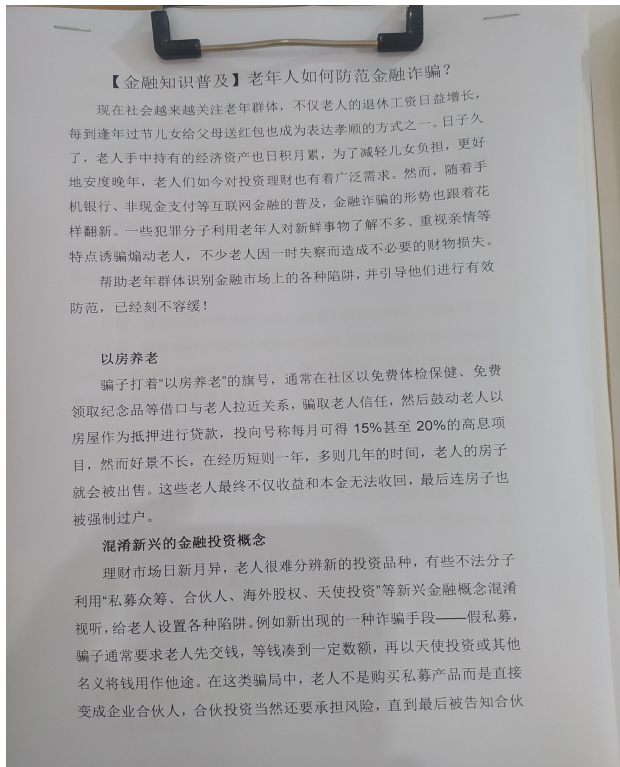 【金融知识普及】老年人如何防范金融诈骗？
现在社会越来越关注老年群体，不仅老人的退休工资日益增长，
每到逢年过节儿女给父母送红包也成为表达孝顺的方式之一。日子久
了，老人手中持有的经济资产也日积月累，为了减轻儿女负担，更好
地安度晚年，老人们如今对投资理财也有着广泛需求。然而，随着手
机银行、非现金支付等互联网金融的普及，金融诈骗的形势也跟着花
样翻新。一些犯罪分子利用老年人对新鲜事物了解不多、重视亲情等
特点诱骗煽动老人，不少老人因一时失察而造成不必要的财物损失。
帮助老年群体识别金融市场上的各种陷阱，并引导他们进行有效
防范，已经刻不容缓！
以房养老
骗子打着“以房养老”的旗号，通常在社区以免费体检保健、免费
领取纪念品等借口与老人拉近关系，骗取老人信任，然后鼓动老人以
房屋作为抵押进行贷款，投向号称每月可得 15%甚至 20%的高息项
目，然而好景不长，在经历短则一年，多则几年的时间，老人的房子
就会被出售。这些老人最终不仅收益和本金无法收回，最后连房子也
被强制过户。
混淆新兴的金融投资概念
理财市场日新月异，老人很难分辨新的投资品种，有些不法分子
利用“私募众筹、合伙人、海外股权、天使投资”等新兴金融概念混淆
视听，给老人设置各种陷阱。例如新出现的一种诈骗手段——假私募，
骗子通常要求老人先交钱，等钱凑到一定数额，再以天使投资或其他
名义将钱用作他途。在这类骗局中，老人不是购买私募产品而是直接
变成企业合伙人，合伙投资当然还要承担风险，直到最后被告知合伙